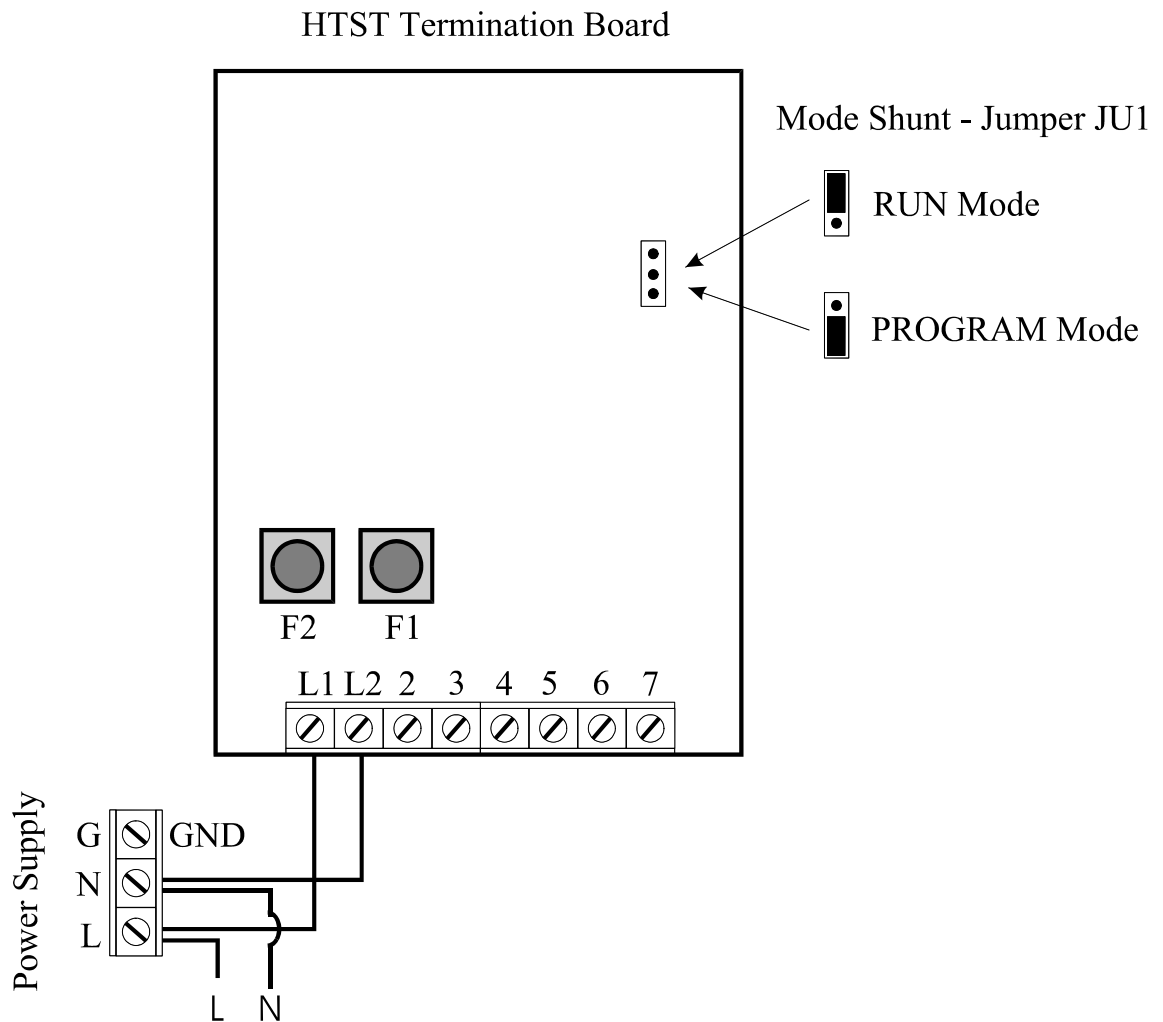 HTST Termination Board
Mode Shunt - Jumper JU1
RUN Mode
PROGRAM Mode
F2 F1
L1 L2 2 3 4 5 6 7
Power Supply
G GND
N
L
L N